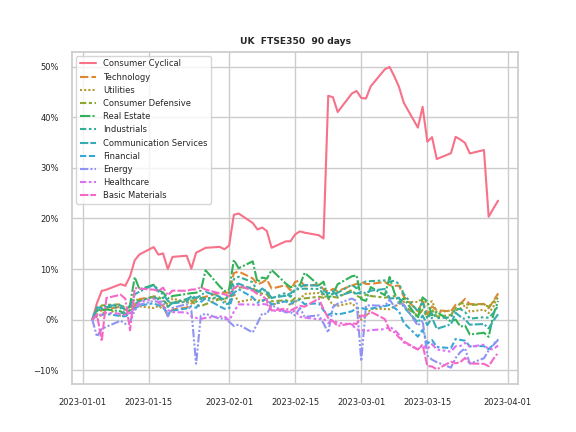 UK FTSE350 90 days
50%
40%
30%
20%
10%
0%
−10%
Consumer Cyclical
Technology
Utilities
Consumer Defensive
Real Estate
Industrials
Communication Services
Financial
Energy
Healthcare
Basic Materials
2023-01-01 2023-01-15 2023-02-01 2023-02-15 2023-03-01 2023-03-15 2023-04-01